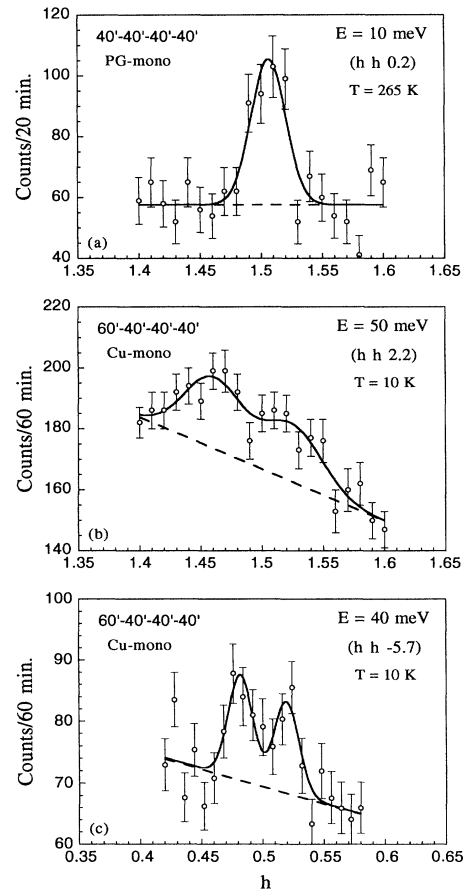 120
40'-40'-40'-40'
E = 10 meV
PG-mono
(h h 0.2)
T = 265 K
100
80
60
40
Counts/20 min.
(a)
1.35
1.4
1.45
1.5
1.55
1.6
1.65
220
60'-40'-40'-40'
E = 50 meV
Cu-mono
(h h 2.2)
T = 10 K
200
180
160
140
Counts/60 min.
(b)
1.35
1.4
1.45
1.5
1.55
1.6
1.65
100
60'-40'-40'-40'
E = 40 meV
Cu-mono
(h h -5.7)
T = 10 K
90
80
70
60
Counts/60 min.
(c)
0.35
0.4
0.45
0.5
0.55
0.6
0.65
h